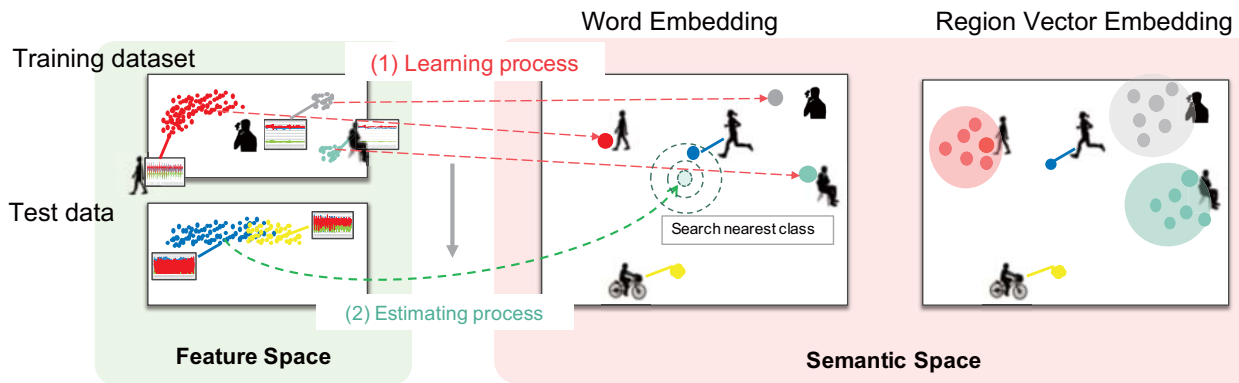 Word Embedding
Region Vector Embedding
Training dataset
(1) Learning process
Test data
Search nearest class
(2) Estimating process
Feature Space
Semantic Space